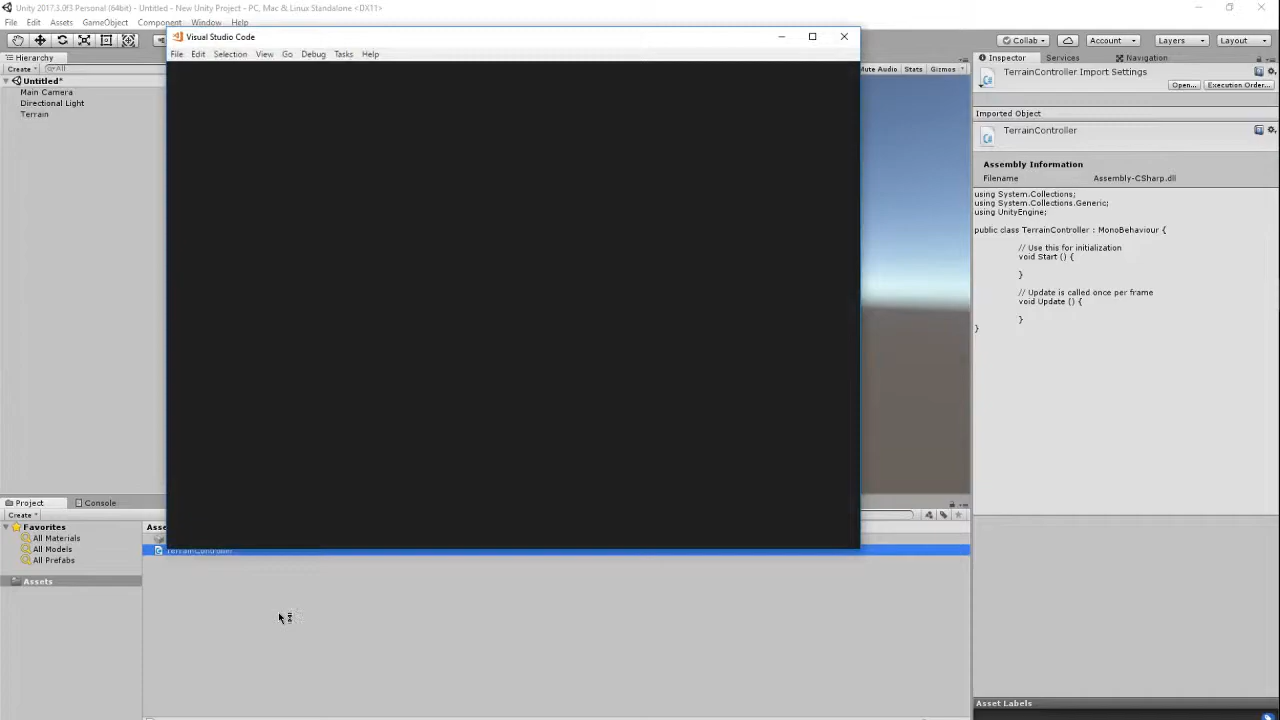 Unity 2017.3.0f3 Personal (64bit) - Untitled - New Unity Project - PC, Mac & Linux Standalone <DX11>
File Edit Assets GameObject Component Window Help
Collab Account Layers Layout
Hierarchy
Create All
Untitled*
Main Camera
Directional Light
Terrain
Visual Studio Code
File Edit Selection View Go Debug Tasks Help
Mute Audio Stats Gizmos
Inspector Services Navigation
TerrainController Import Settings
Open... Execution Order...
Imported Object
TerrainController
Assembly Information
Filename Assembly-CSharp.dll
using System.Collections;
using System.Collections.Generic;
using UnityEngine;
public class TerrainController : MonoBehaviour {
// Use this for initialization
void Start () {
}
// Update is called once per frame
void Update () {
}
}
Project Console
Create
Favorites
All Materials
All Models
All Prefabs
Assets
TerrainController
Asset Labels